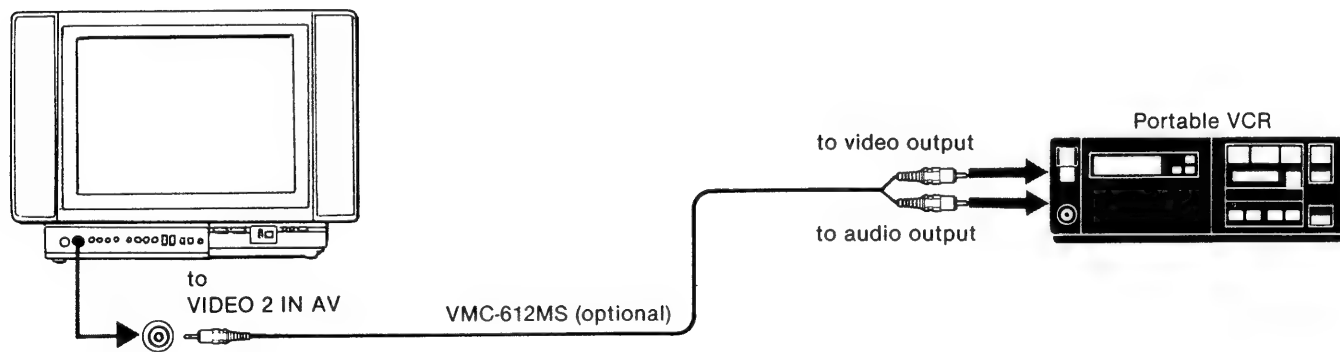 Portable VCR
to video output
to audio output
to
VIDEO 2 IN AV
VMC-612MS (optional)